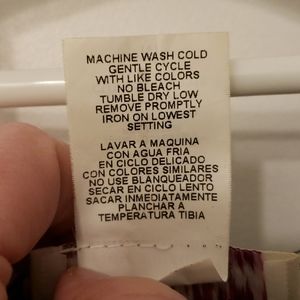 MACHINE WASH COLD
GENTLE CYCLE
WITH LIKE COLORS
NO BLEACH
TUMBLE DRY LOW
REMOVE PROMPTLY
IRON ON LOWEST
SETTING
LAVAR A MAQUINA
CON AGUA FRIA
EN CICLO DELICADO
CON COLORES SIMILARES
NO USE BLANQUEADOR
SECAR EN CICLO LENTO
SACAR INMEDIATAMENTE
PLANCHAR A
TEMPERATURA TIBIA